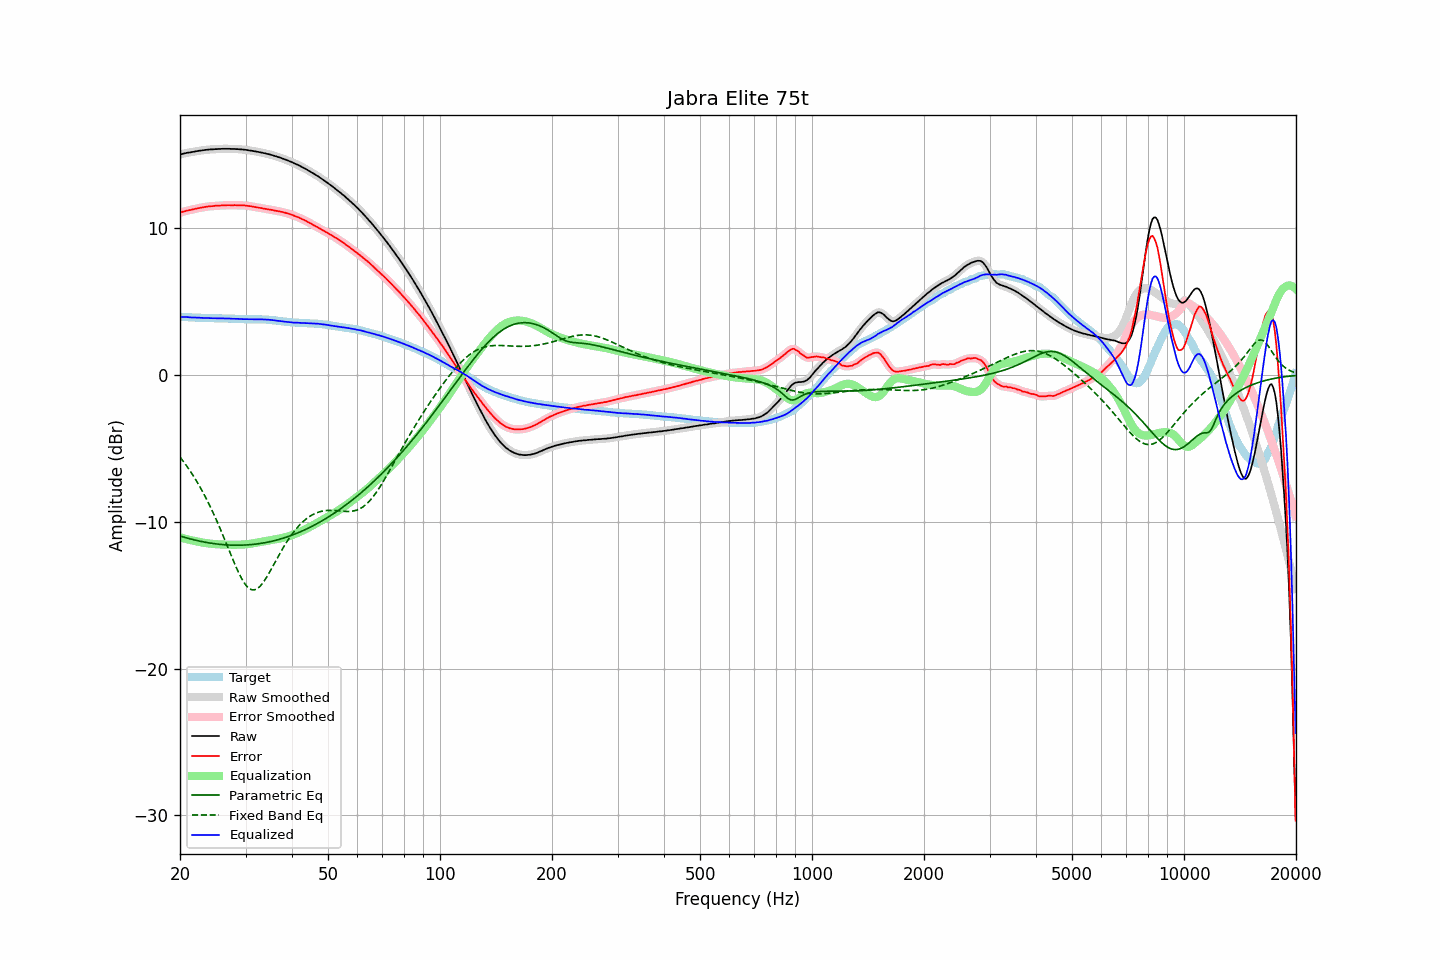 Jabra Elite 75t
10
0
−10
−20
−30
Amplitude (dBr)
Target
Raw Smoothed
Error Smoothed
Raw
Error
Equalization
Parametric Eq
Fixed Band Eq
Equalized
20 50 100 200 500 1000 2000 5000 10000 20000
Frequency (Hz)